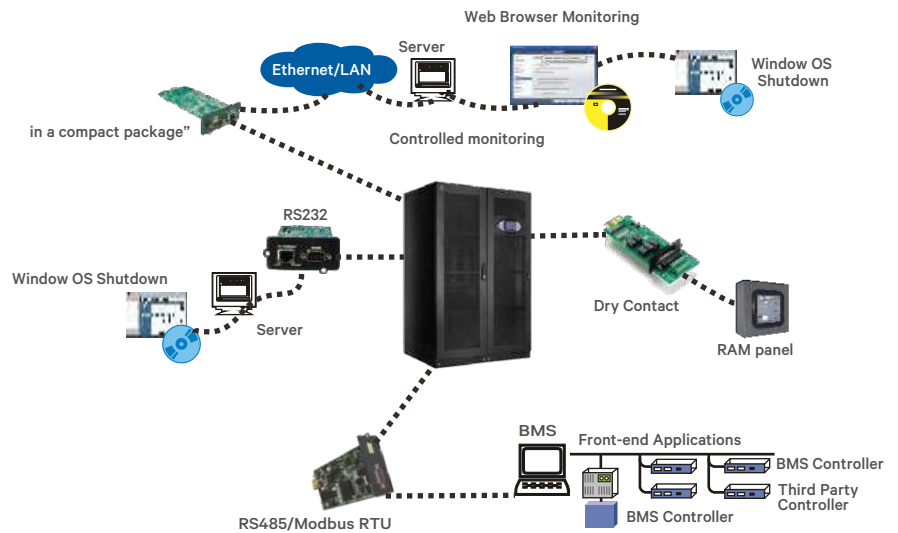 Web Browser Monitoring
Server
Ethernet/LAN
Window OS
Shutdown
in a compact package”
Controlled monitoring
RS232
Window OS Shutdown
Server
Dry Contact
RAM panel
BMS
Front-end Applications
BMS Controller
Third Party
Controller
BMS Controller
RS485/Modbus RTU